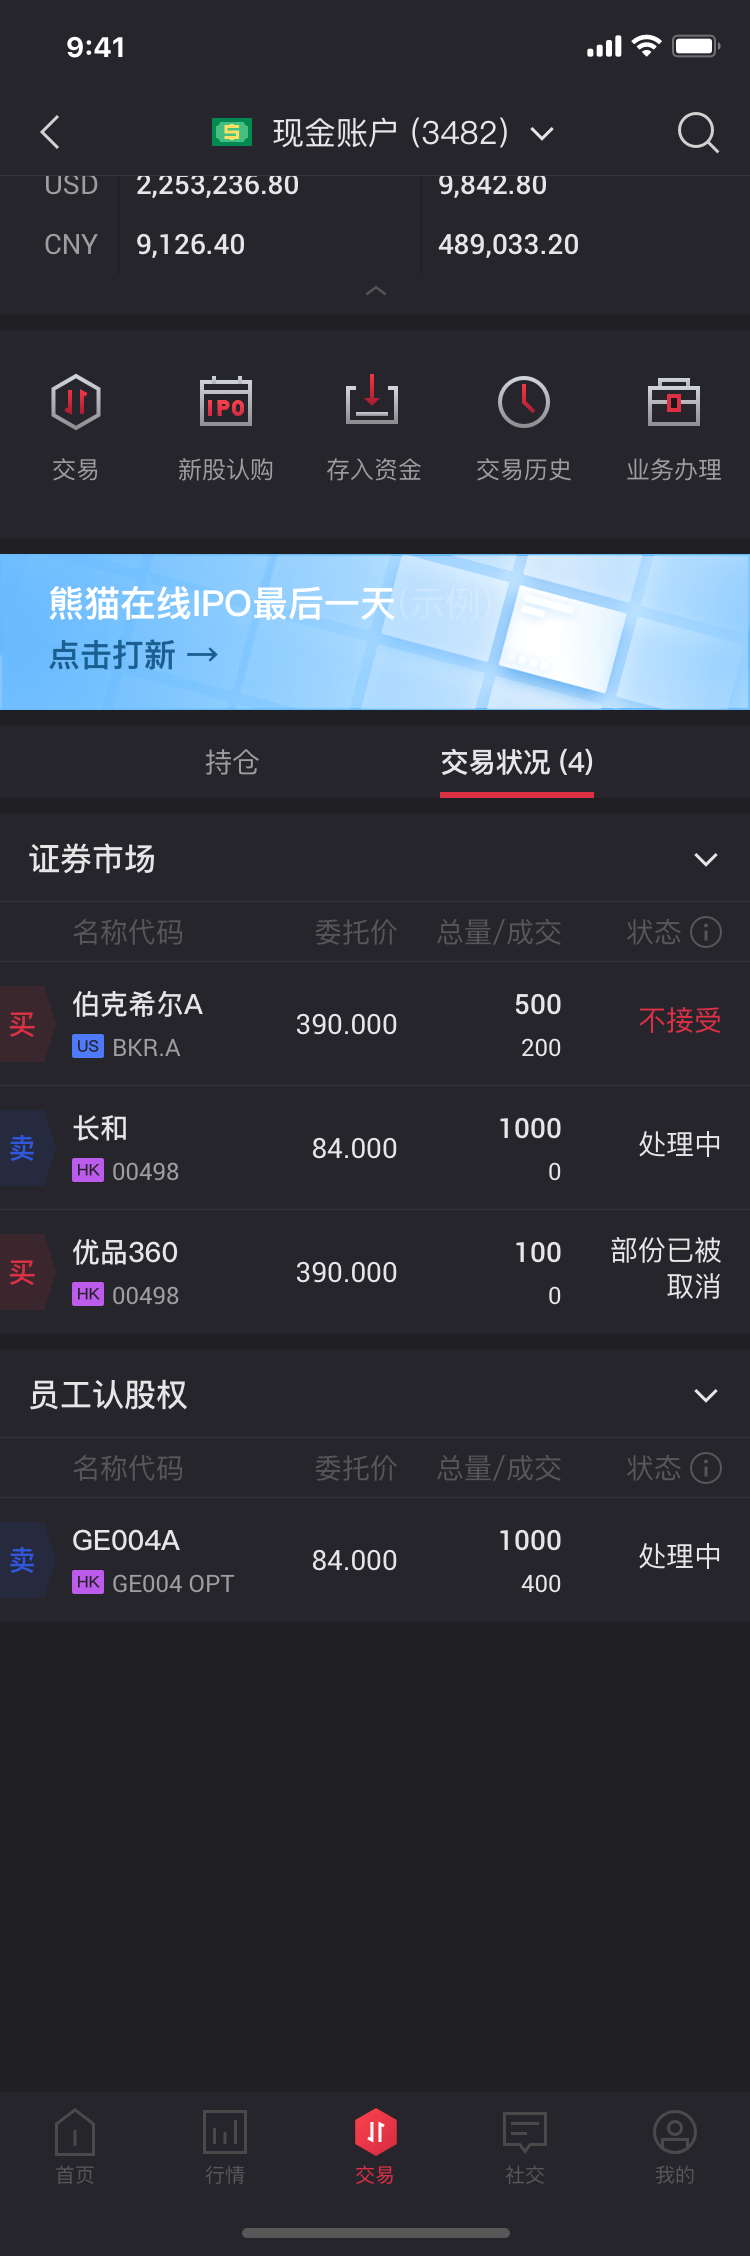 9:41
现金账户 (3482)
USD 2,253,236.80 9,842.80
CNY 9,126.40 489,033.20
IPO
交易 新股认购 存入资金 交易历史 业务办理
熊猫在线IPO最后一天(示例)
点击打新 →
持仓 交易状况 (4)
证券市场
名称代码 委托价 总量/成交 状态
买 伯克希尔A 390.000 500 不接受
US BKR.A 200
卖 长和 84.000 1000 处理中
HK 00498 0
买 优品360 390.000 100 部份已被
HK 00498 0 取消
员工认股权
名称代码 委托价 总量/成交 状态
卖 GE004A 84.000 1000 处理中
HK GE004 OPT 400
首页 行情 交易 社交 我的